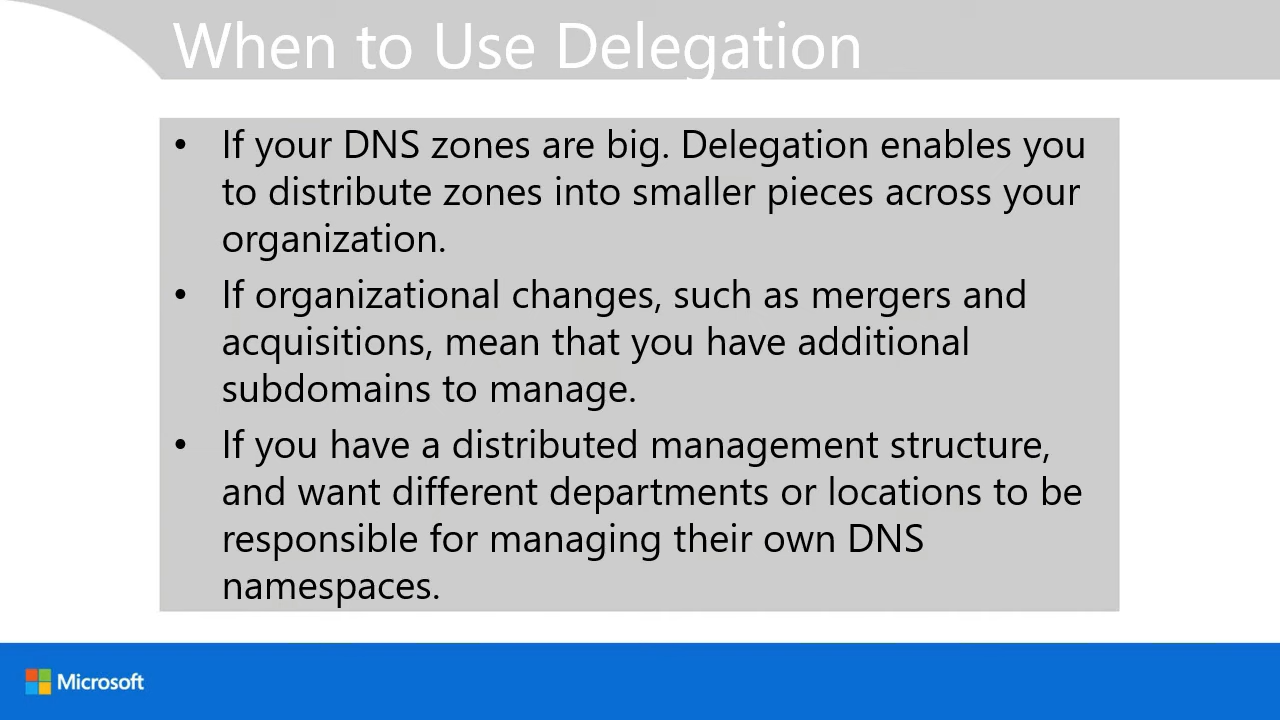 When to Use Delegation
• If your DNS zones are big. Delegation enables you
to distribute zones into smaller pieces across your
organization.
• If organizational changes, such as mergers and
acquisitions, mean that you have additional
subdomains to manage.
• If you have a distributed management structure,
and want different departments or locations to be
responsible for managing their own DNS
namespaces.
Microsoft